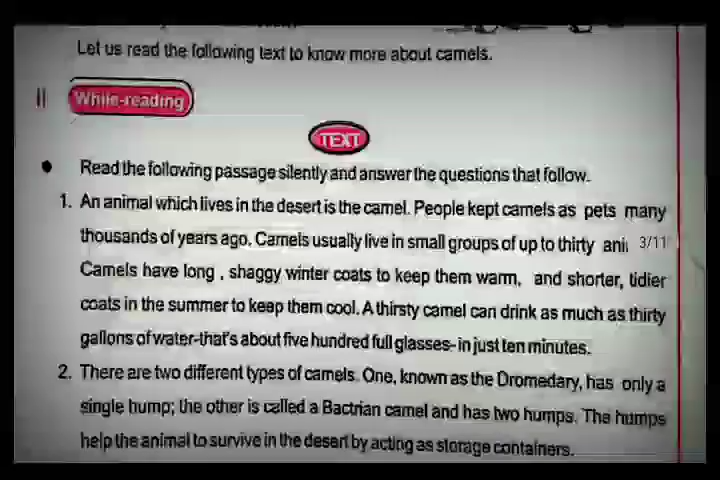 Let us read the following text to know more about camels.
II While-reading
TEXT
● Read the following passage silently and answer the questions that follow.
1. An animal which lives in the desert is the camel. People kept camels as pets many
thousands of years ago. Camels usually live in small groups of up to thirty ani 3/11
Camels have long , shaggy winter coats to keep them warm, and shorter, tidier
coats in the summer to keep them cool. A thirsty camel can drink as much as thirty
gallons of water-that's about five hundred full glasses- in just ten minutes.
2. There are two different types of camels. One, known as the Dromedary, has only a
single hump; the other is called a Bactrian camel and has two humps. The humps
help the animal to survive in the desert by acting as storage containers.